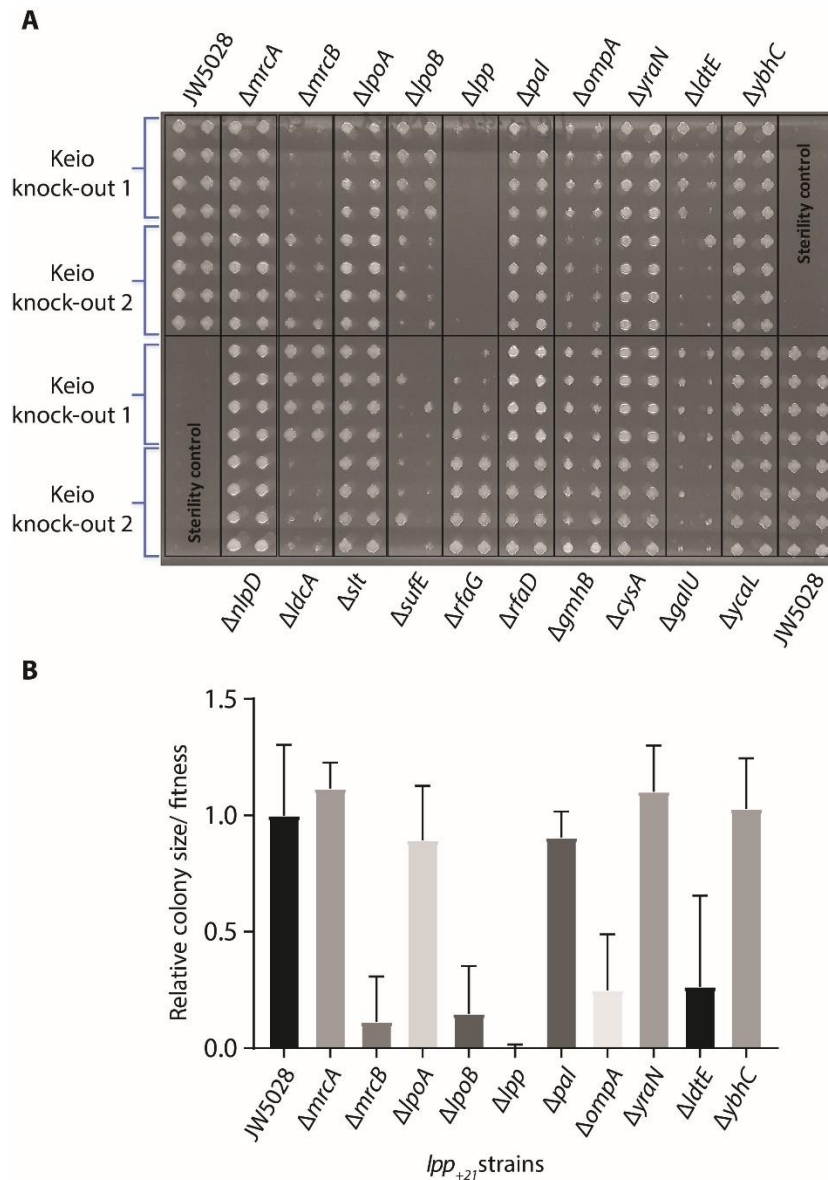 A
JW5028
ΔmrcA
ΔmrcB
ΔlpoA
ΔlpoB
Δlpp
Δpal
ΔompA
ΔyraN
ΔldtE
ΔybhC
Keio
knock-out 1
Keio
knock-out 2
Sterility control
Keio
knock-out 1
Keio
knock-out 2
Sterility control
ΔnlpD
ΔldcA
Δslt
ΔsufE
ΔrfaG
ΔrfaD
ΔgmhB
ΔcysA
ΔgalU
ΔycaL
JW5028
B
Relative colony size/ fitness
1.5
1.0
0.5
0.0
JW5028
ΔmrcA
ΔmrcB
ΔlpoA
ΔlpoB
Δlpp
Δpal
ΔompA
ΔyraN
ΔldtE
ΔybhC
lpp+21strains